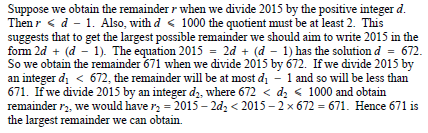 Suppose we obtain the remainder r when we divide 2015 by the positive integer d.
Then r ⩽ d − 1. Also, with d ⩽ 1000 the quotient must be at least 2. This
suggests that to get the largest possible remainder we should aim to write 2015 in the
form 2d + (d − 1). The equation 2015 = 2d + (d − 1) has the solution d = 672.
So we obtain the remainder 671 when we divide 2015 by 672. If we divide 2015 by
an integer d₁ < 672, the remainder will be at most d₁ − 1 and so will be less than
671. If we divide 2015 by an integer d₂, where 672 < d₂ ⩽ 1000 and obtain
remainder r₂, we would have r₂ = 2015 − 2d₂ < 2015 − 2 × 672 = 671. Hence 671 is
the largest remainder we can obtain.